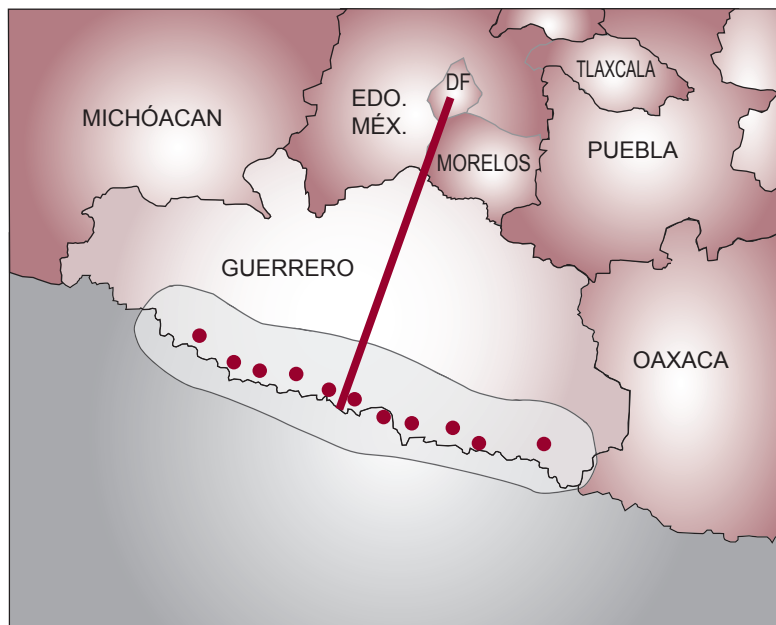 DF
TLAXCALA
EDO.
MÉX.
MICHÓACAN
PUEBLA
MORELOS
GUERRERO
OAXACA